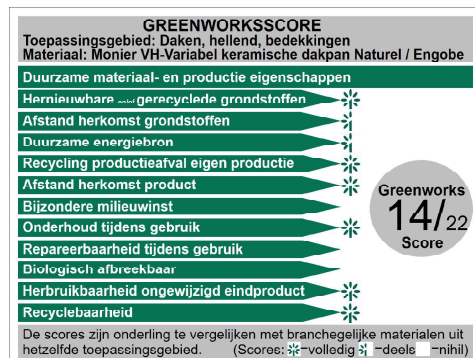 GREENWORKSSCORE
Toepassingsgebied: Daken, hellend, bedekkingen
Materiaal: Monier VH-Variabel keramische dakpan Naturel / Engobe
Duurzame materiaal- en productie eigenschappen
Hernieuwbare en/of gerecyclede grondstoffen
Afstand herkomst grondstoffen
Duurzame energiebron
Recycling productieafval eigen productie
Afstand herkomst product
Bijzondere milieuwinst
Onderhoud tijdens gebruik
Repareerbaarheid tijdens gebruik
Biologisch afbreekbaar
Herbruikbaarheid ongewijzigd eindproduct
Recyclebaarheid
Greenworks
14/22
Score
De scores zijn onderling te vergelijken met branchegelijke materialen uit
hetzelfde toepassingsgebied. (Scores: =volledig =deels =nihil)